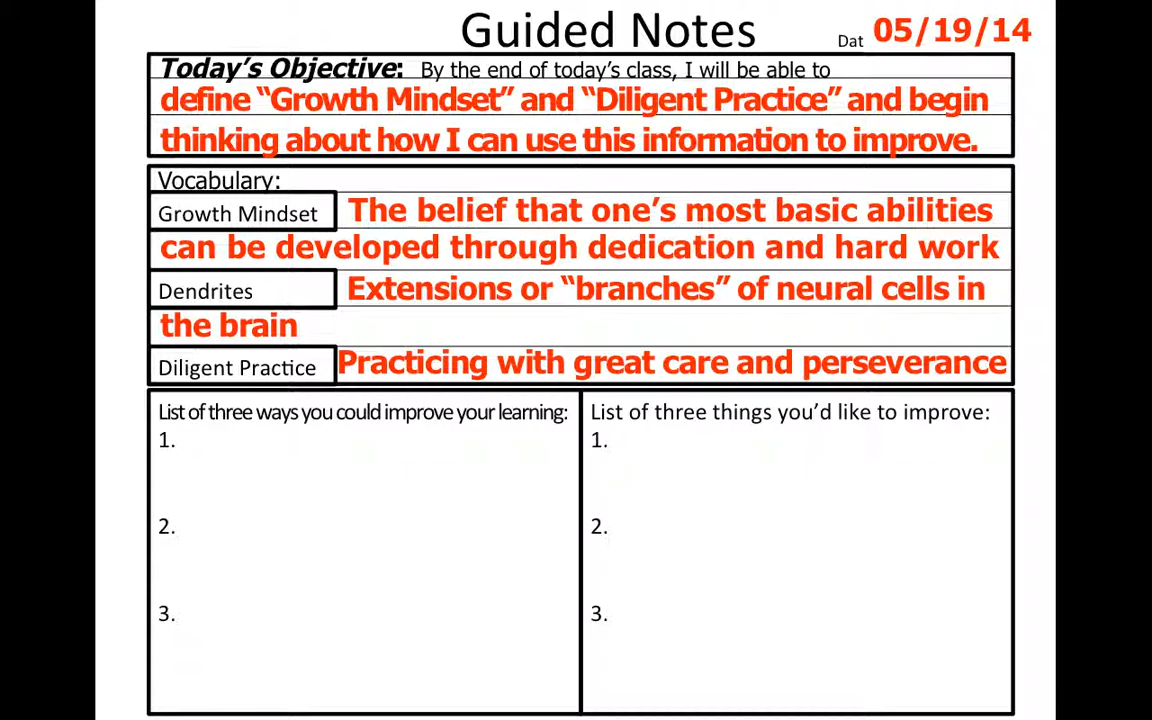 Guided Notes
Dat 05/19/14
Today's Objective: By the end of today's class, I will be able to
define “Growth Mindset” and “Diligent Practice” and begin
thinking about how I can use this information to improve.
Vocabulary:
Growth Mindset The belief that one's most basic abilities
can be developed through dedication and hard work
Dendrites Extensions or “branches” of neural cells in
the brain
Diligent Practice Practicing with great care and perseverance
List of three ways you could improve your learning:
1.
2.
3.
List of three things you'd like to improve:
1.
2.
3.